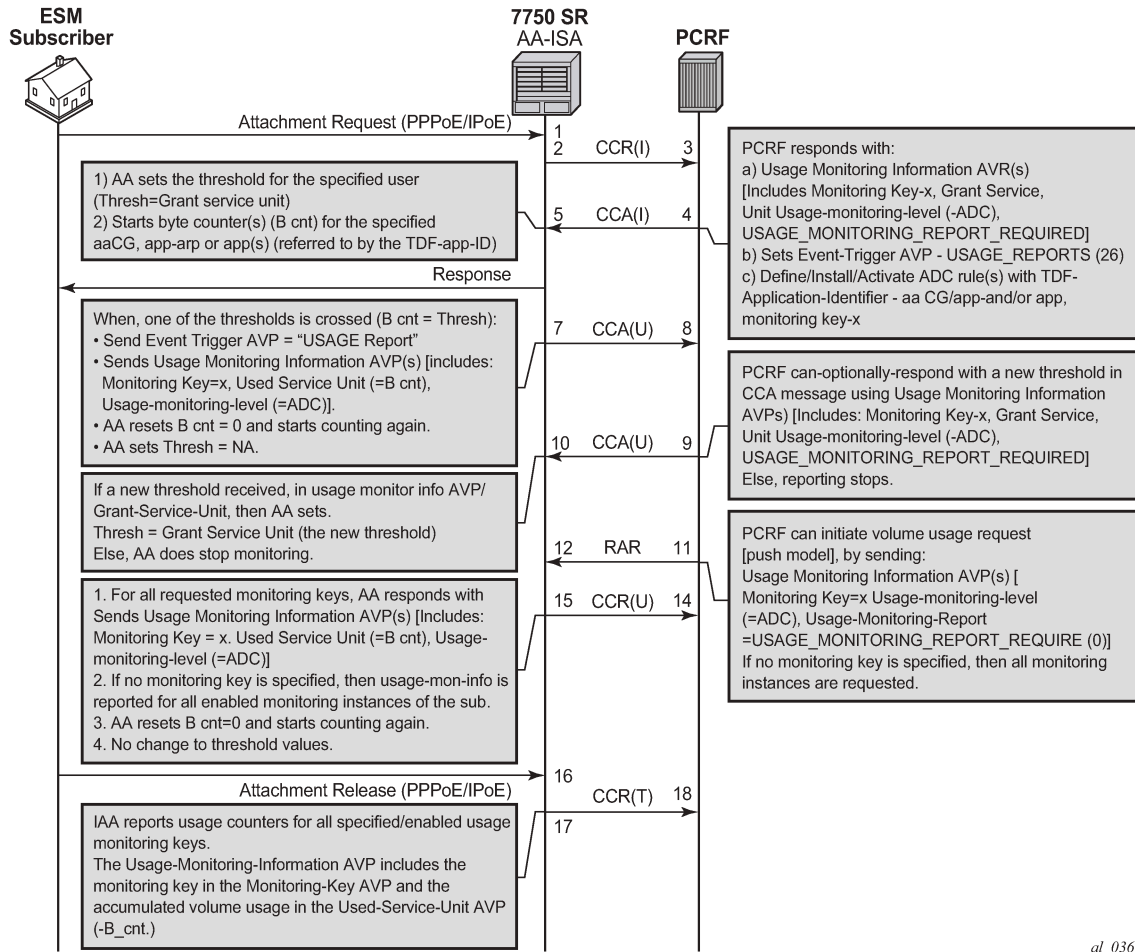 ESM
Subscriber
7750 SR
AA-ISA
PCRF
Attachment Request (PPPoE/IPoE)
1
2
CCR(I)
3
PCRF responds with:
a) Usage Monitoring Information AVR(s)
[Includes Monitoring Key-x, Grant Service,
Unit Usage-monitoring-level (-ADC),
USAGE_MONITORING_REPORT_REQUIRED]
b) Sets Event-Trigger AVP - USAGE_REPORTS (26)
c) Define/Install/Activate ADC rule(s) with TDF-
Application-Identifier - aa CG/app-and/or app,
monitoring key-x
1) AA sets the threshold for the specified user
(Thresh=Grant service unit)
2) Starts byte counter(s) (B cnt) for the specified
aaCG, app-arp or app(s) (referred to by the TDF-app-ID)
5
CCA(I)
4
Response
When, one of the thresholds is crossed (B cnt = Thresh):
• Send Event Trigger AVP = “USAGE Report”
• Sends Usage Monitoring Information AVP(s) [includes:
Monitoring Key=x, Used Service Unit (=B cnt),
Usage-monitoring-level (=ADC)].
• AA resets B cnt = 0 and starts counting again.
• AA sets Thresh = NA.
7
CCA(U)
8
PCRF can-optionally-respond with a new threshold in
CCA message using Usage Monitoring Information
AVPs) [Includes: Monitoring Key-x, Grant Service,
Unit Usage-monitoring-level (-ADC),
USAGE_MONITORING_REPORT_REQUIRED]
Else, reporting stops.
10
CCA(U)
9
If a new threshold received, in usage monitor info AVP/
Grant-Service-Unit, then AA sets.
Thresh = Grant Service Unit (the new threshold)
Else, AA does stop monitoring.
12
RAR
11
PCRF can initiate volume usage request
[push model], by sending:
Usage Monitoring Information AVP(s) [
Monitoring Key=x Usage-monitoring-level
(=ADC), Usage-Monitoring-Report
=USAGE_MONITORING_REPORT_REQUIRE (0)]
If no monitoring key is specified, then all monitoring
instances are requested.
1. For all requested monitoring keys, AA responds with
Sends Usage Monitoring Information AVP(s) [Includes:
Monitoring Key = x. Used Service Unit (=B cnt), Usage-
monitoring-level (=ADC)]
2. If no monitoring key is specified, then usage-mon-info is
reported for all enabled monitoring instances of the sub.
3. AA resets B cnt=0 and starts counting again.
4. No change to threshold values.
15
CCR(U)
14
16
Attachment Release (PPPoE/IPoE)
CCR(T)
18
17
IAA reports usage counters for all specified/enabled usage
monitoring keys.
The Usage-Monitoring-Information AVP includes the
monitoring key in the Monitoring-Key AVP and the
accumulated volume usage in the Used-Service-Unit AVP
(-B_cnt.)
al_036